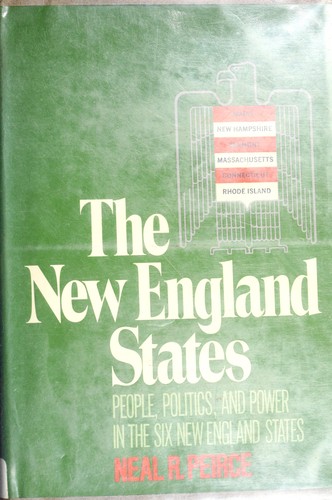 NEW HAMPSHIRE
MASSACHUSETTS
RHODE ISLAND
The
New England
States
PEOPLE, POLITICS, AND POWER
IN THE SIX NEW ENGLAND STATES
NEAL R. PEIRCE